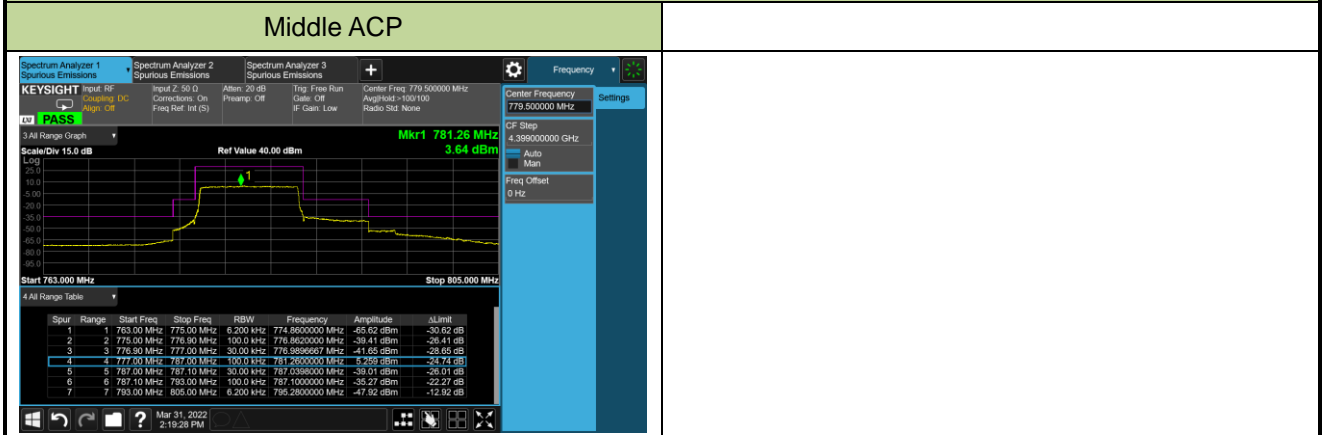 Middle ACP
Spectrum Analyzer 1
Spurious Emissions
Spectrum Analyzer 2
Spurious Emissions
Spectrum Analyzer 3
Spurious Emissions
+
Frequency
KEYSIGHT
Input: RF
Coupling: DC
Align: Off
Input Z: 50 Ω
Corrections: On
Freq Ref: Int (S)
Atten: 20 dB
Preamp: Off
Trig: Free Run
Gate: Off
IF Gain: Low
Center Freq: 779.500000 MHz
Avg|Hold:>100/100
Radio Std: None
LXI
PASS
Center Frequency
779.500000 MHz
Settings
CF Step
4.399000000 GHz
Auto
Man
Freq Offset
0 Hz
3 All Range Graph
Mkr1 781.26 MHz
Scale/Div 15.0 dB
Ref Value 40.00 dBm
3.64 dBm
Log
25.0
10.0
-5.00
-20.0
-35.0
-50.0
-65.0
-80.0
-95.0
1
Start 763.000 MHz
Stop 805.000 MHz
4 All Range Table
Spur Range Start Freq Stop Freq RBW Frequency Amplitude ΔLimit
1 1 763.00 MHz 775.00 MHz 6.200 kHz 774.8600000 MHz -65.62 dBm -30.62 dB
2 2 775.00 MHz 776.90 MHz 100.0 kHz 776.8620000 MHz -39.41 dBm -26.41 dB
3 3 776.90 MHz 777.00 MHz 30.00 kHz 776.9896667 MHz -41.65 dBm -28.65 dB
4 4 777.00 MHz 787.00 MHz 100.0 kHz 781.2600000 MHz 5.259 dBm -24.74 dB
5 5 787.00 MHz 787.10 MHz 30.00 kHz 787.0398000 MHz -39.01 dBm -26.01 dB
6 6 787.10 MHz 793.00 MHz 100.0 kHz 787.1000000 MHz -35.27 dBm -22.27 dB
7 7 793.00 MHz 805.00 MHz 6.200 kHz 795.2800000 MHz -47.92 dBm -12.92 dB
?
Mar 31, 2022
2:19:28 PM